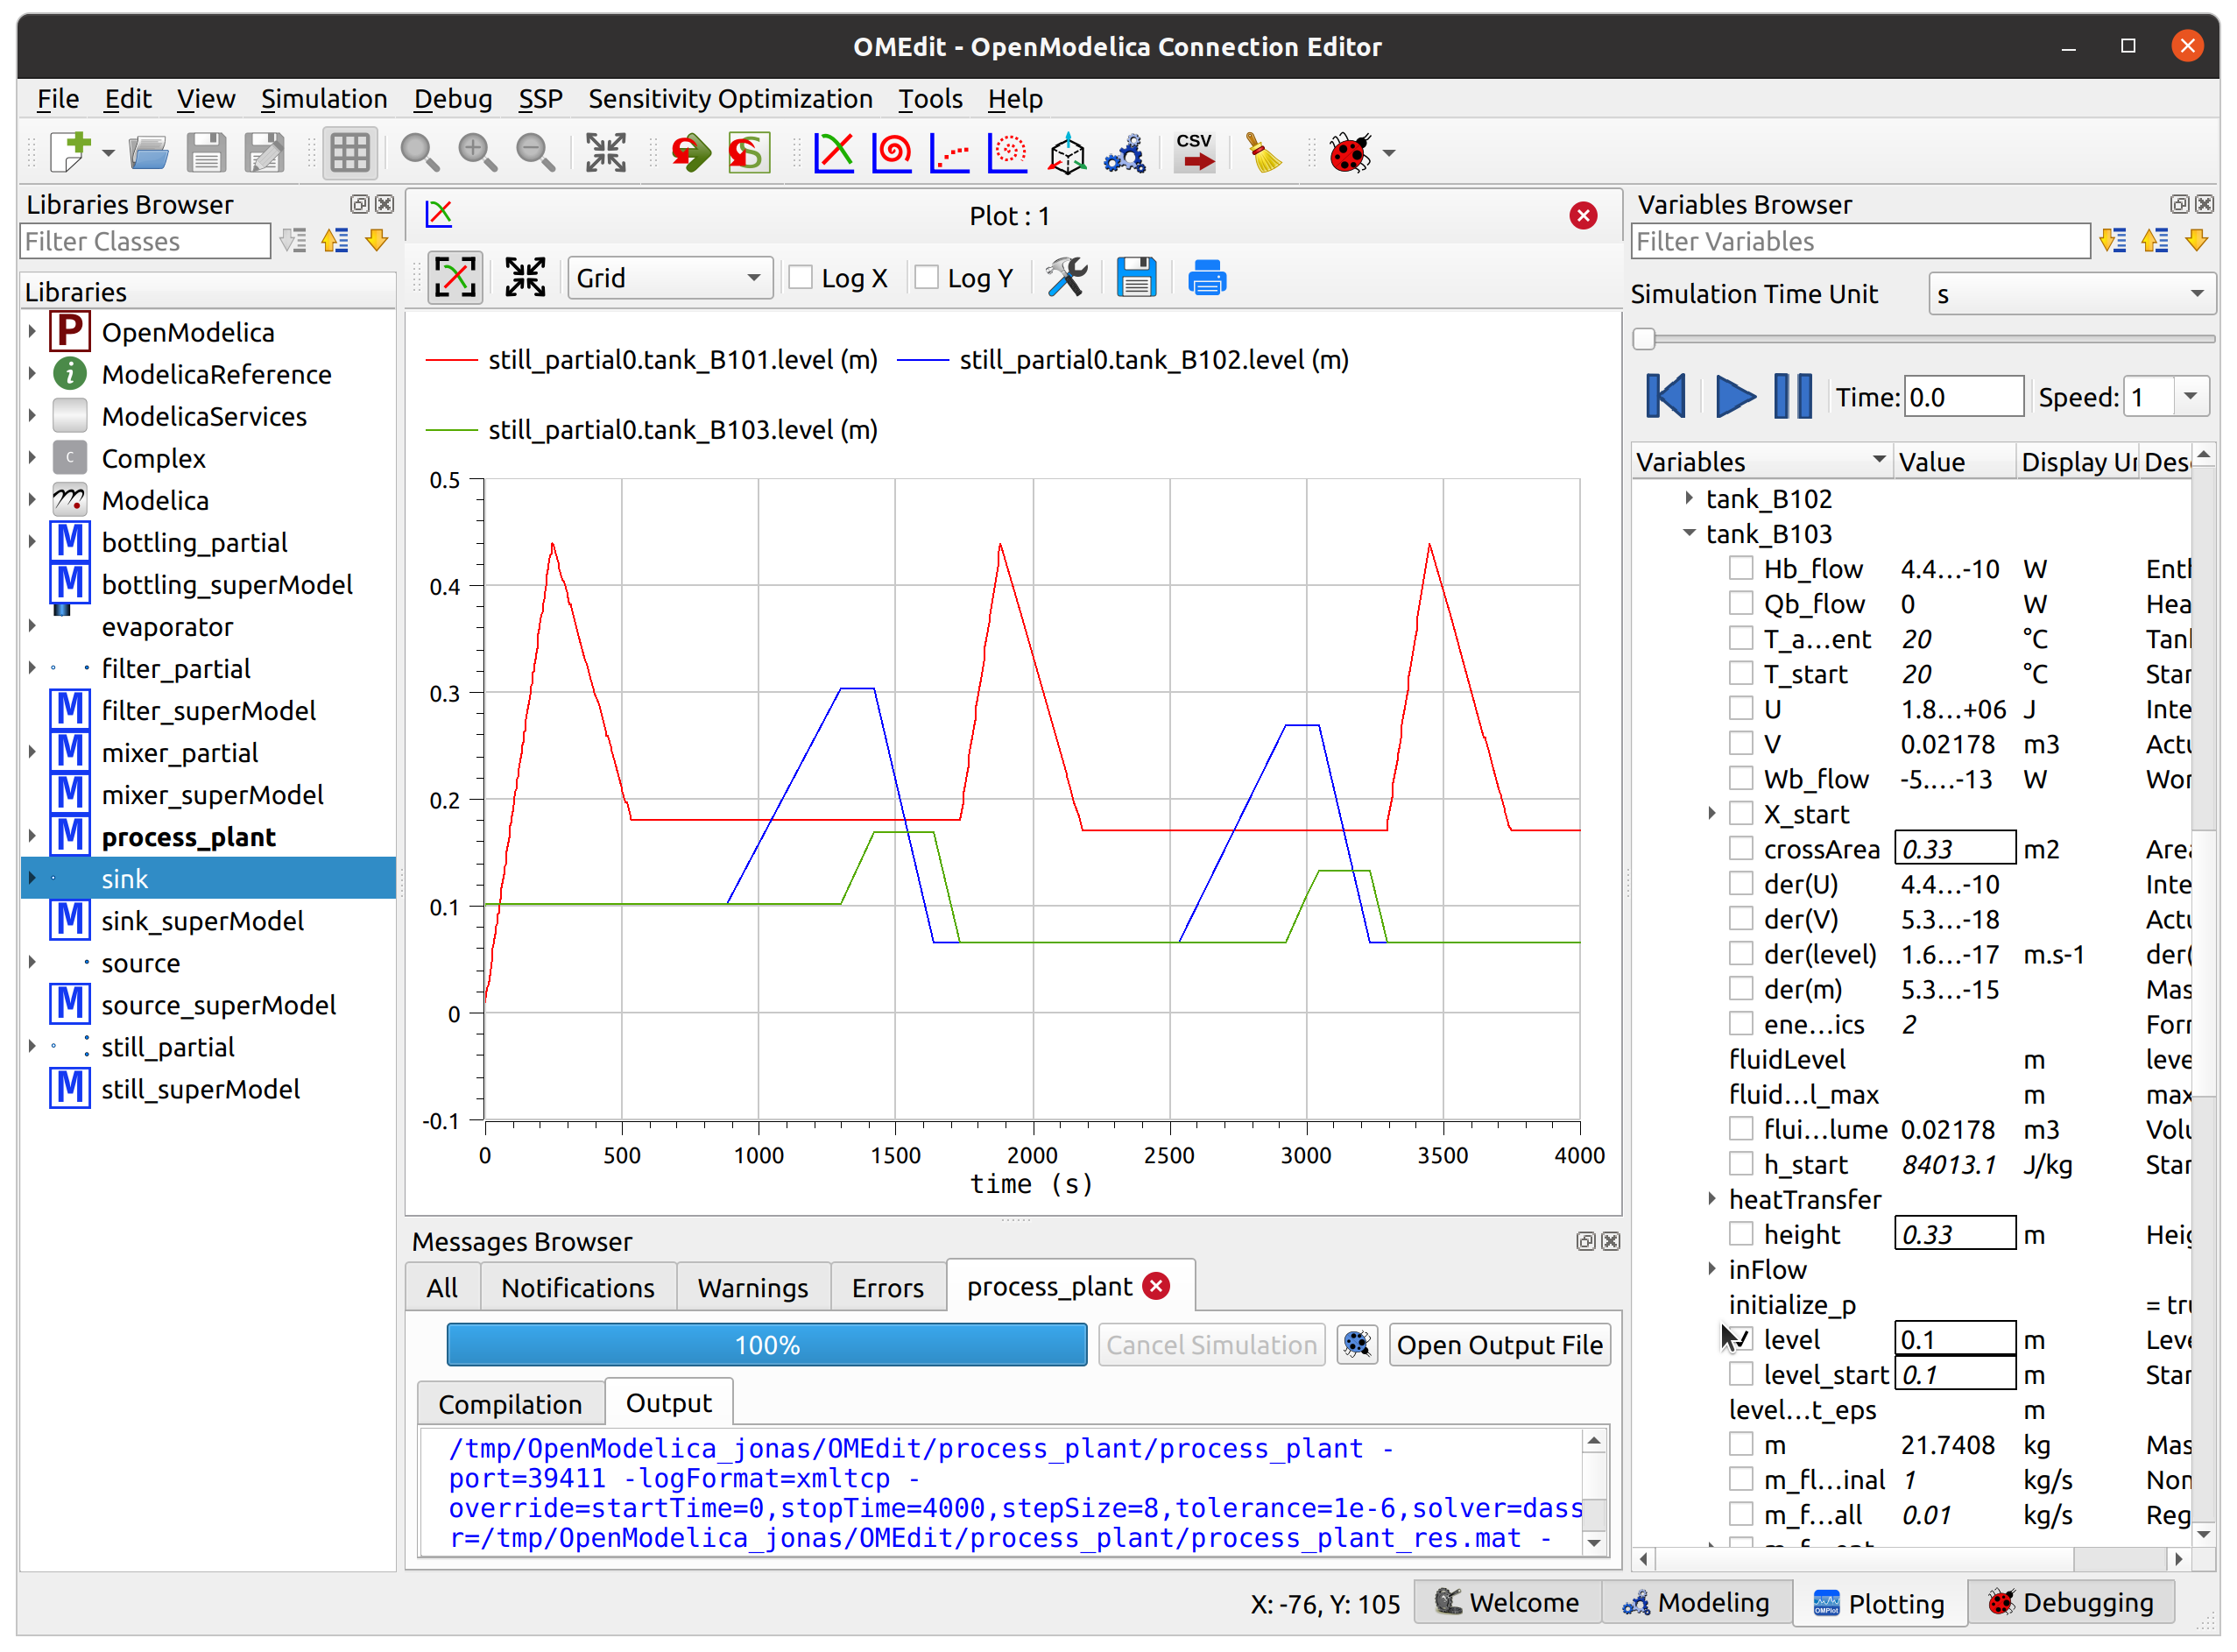 OMEdit - OpenModelica Connection Editor
File Edit View Simulation Debug SSP Sensitivity Optimization Tools Help
CSV
Libraries Browser
Filter Classes
Libraries
OpenModelica
ModelicaReference
ModelicaServices
Complex
Modelica
bottling_partial
bottling_superModel
evaporator
filter_partial
filter_superModel
mixer_partial
mixer_superModel
process_plant
sink
sink_superModel
source
source_superModel
still_partial
still_superModel
Plot : 1
Grid Log X Log Y
still_partial0.tank_B101.level (m) still_partial0.tank_B102.level (m)
still_partial0.tank_B103.level (m)
0.5
0.4
0.3
0.2
0.1
0
-0.1
0 500 1000 1500 2000 2500 3000 3500 4000
time (s)
Messages Browser
All Notifications Warnings Errors process_plant
100% Cancel Simulation Open Output File
Compilation Output
/tmp/OpenModelica_jonas/OMEdit/process_plant/process_plant -
port=39411 -logFormat=xmltcp -
override=startTime=0,stopTime=4000,stepSize=8,tolerance=1e-6,solver=dass
r=/tmp/OpenModelica_jonas/OMEdit/process_plant/process_plant_res.mat -
Variables Browser
Filter Variables
Simulation Time Unit s
Time: 0.0 Speed: 1
Variables Value Display Ur Des
tank_B102
tank_B103
Hb_flow 4.4...-10 W Enth
Qb_flow 0 W Hea
T_a...ent 20 °C Tanl
T_start 20 °C Star
U 1.8...+06 J Inte
V 0.02178 m3 Actu
Wb_flow -5....-13 W Wor
X_start
crossArea 0.33 m2 Area
der(U) 4.4...-10 Inte
der(V) 5.3...-18 Actu
der(level) 1.6...-17 m.s-1 der(
der(m) 5.3...-15 Mas
ene...ics 2 Forr
fluidLevel m leve
fluid...l_max m max
flui...lume 0.02178 m3 Volu
h_start 84013.1 J/kg Star
heatTransfer
height 0.33 m Heig
inFlow
initialize_p = tru
level 0.1 m Leve
level_start 0.1 m Star
level...t_eps m
m 21.7408 kg Mas
m_fl...inal 1 kg/s Non
m_f...all 0.01 kg/s Reg
X: -76, Y: 105 Welcome Modeling Plotting Debugging